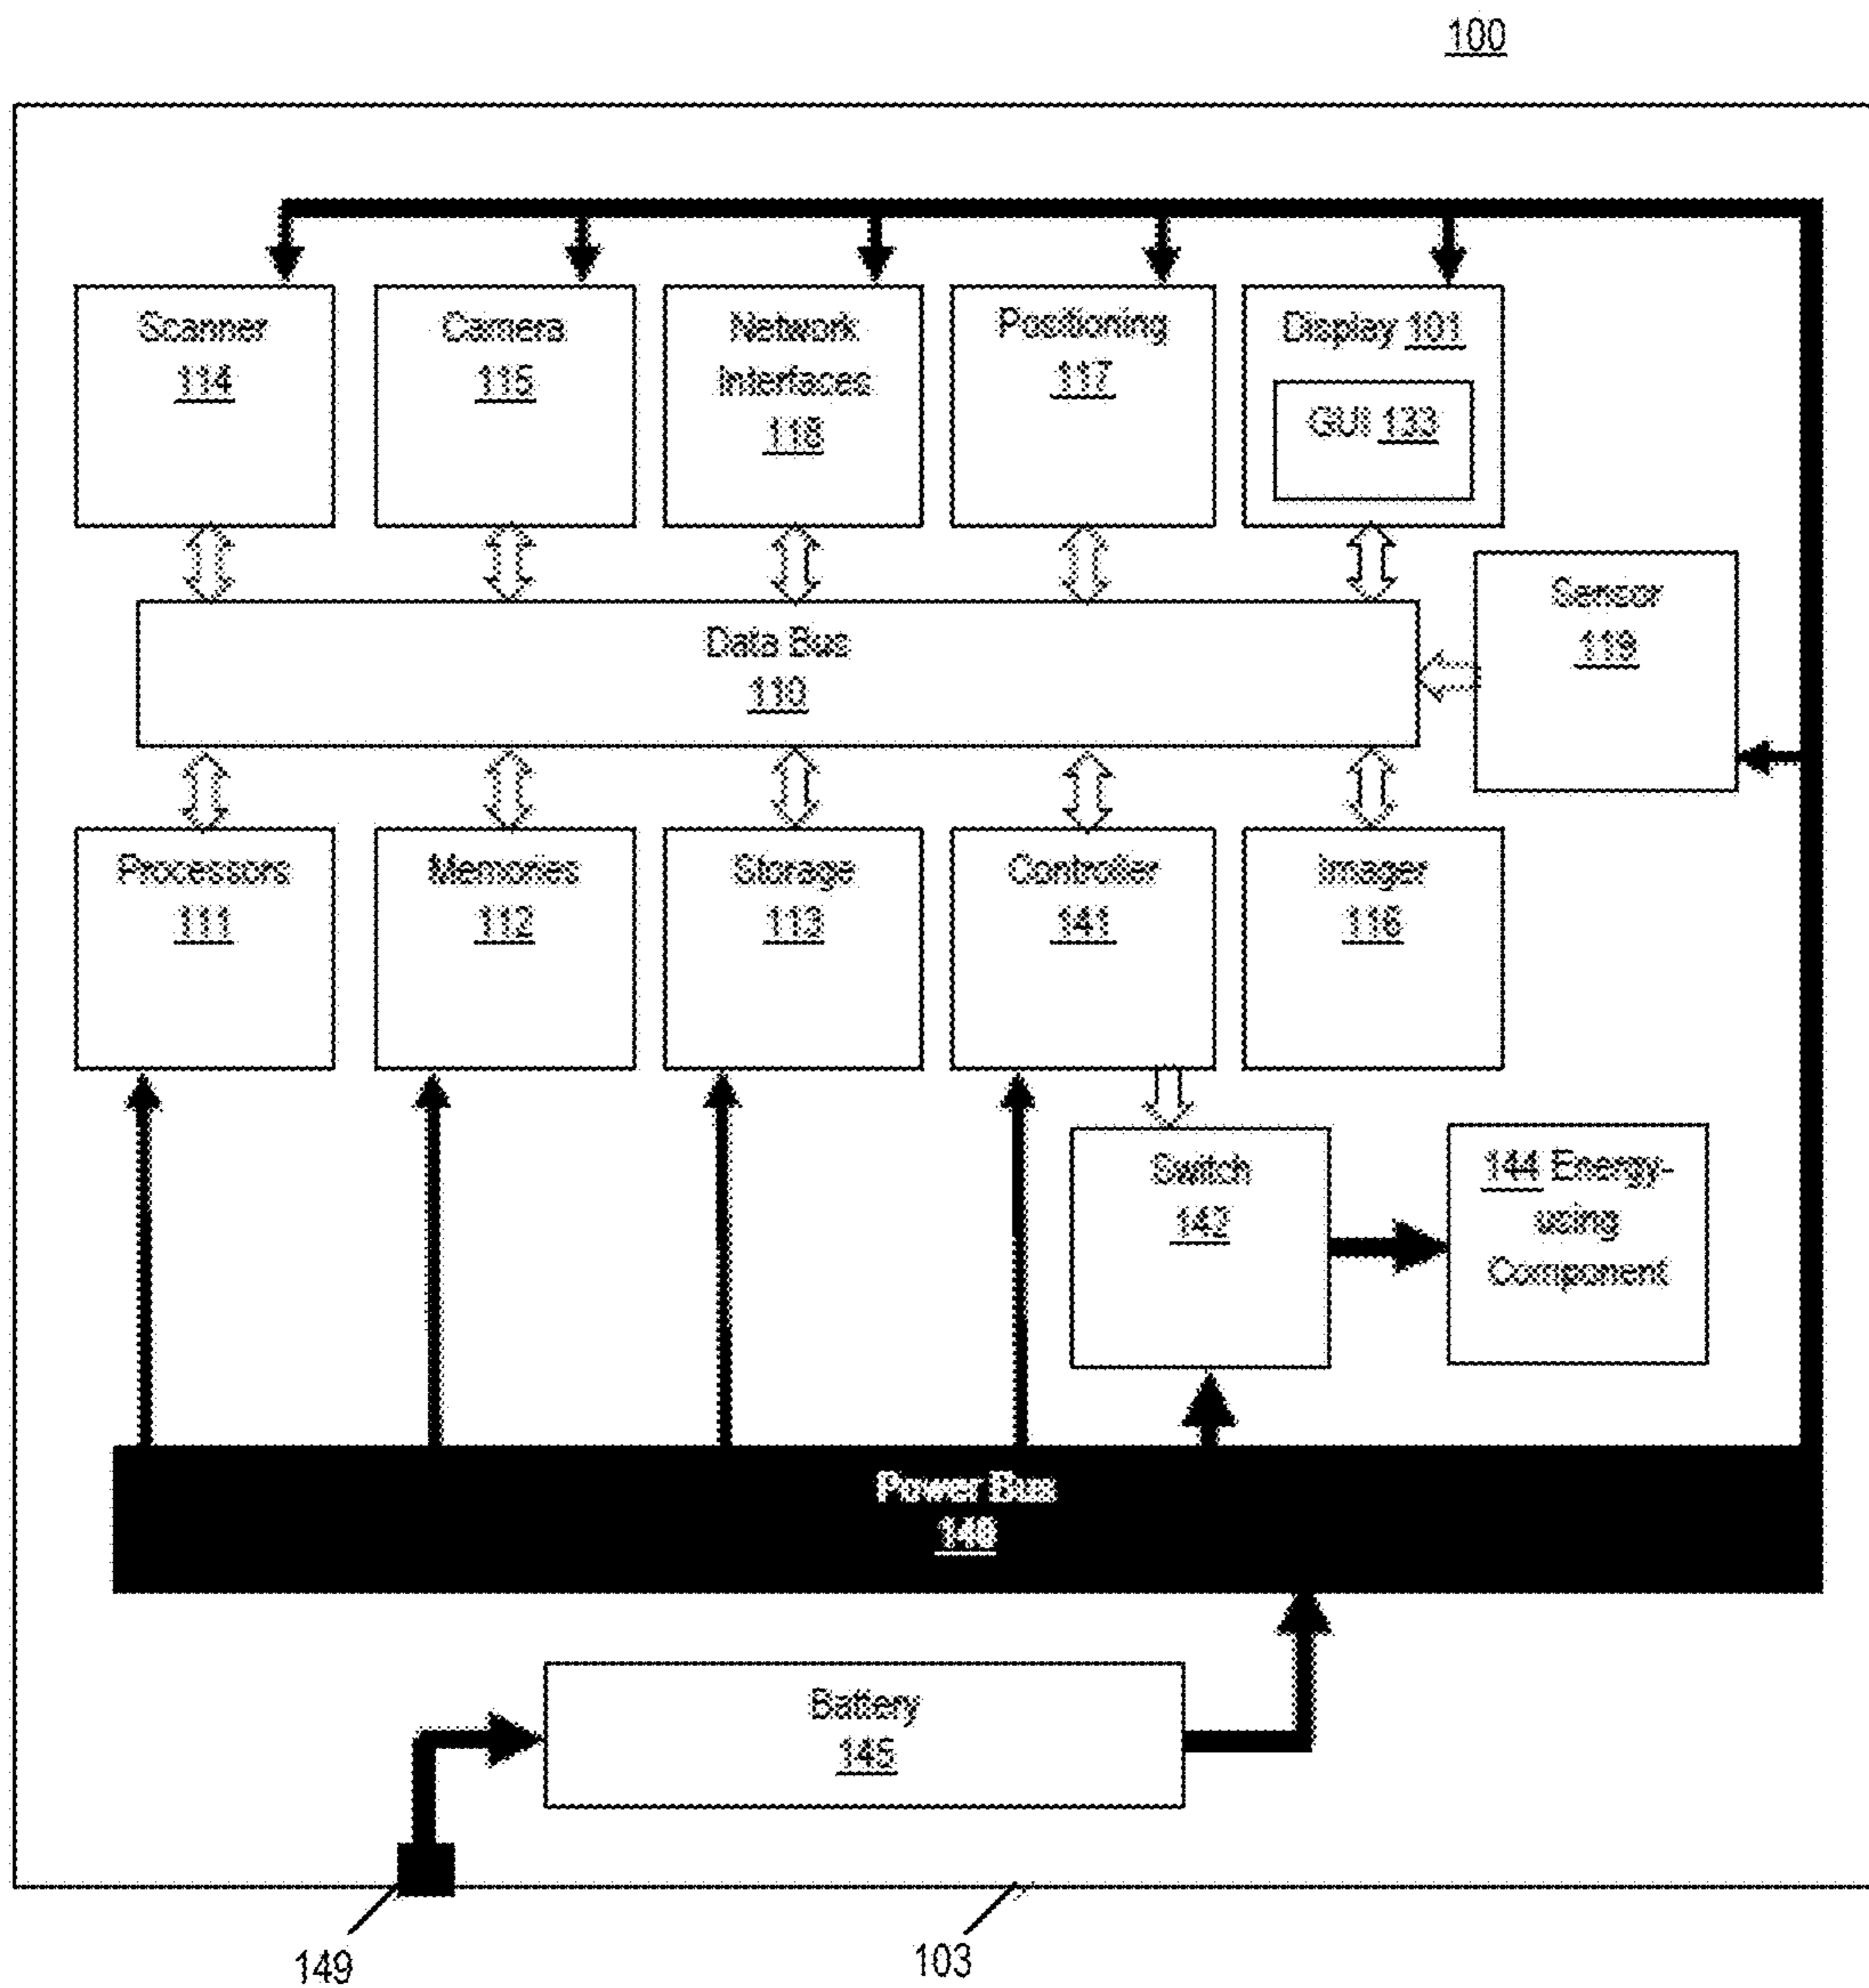 100
Scanner
114
Camera
115
Network
Interfaces
118
Positioning
117
Display 101
GUI 133
Data Bus
110
Sensor
119
Processors
111
Memories
112
Storage
113
Controller
141
Imager
116
Switch
142
144 Energy-
using
Component
Power Bus
Battery
145
149
103